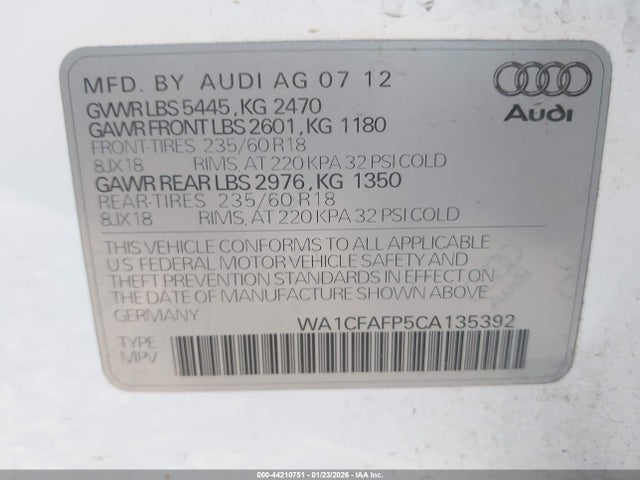 MFD. BY AUDI AG 07 12
GVWR LBS 5445, KG 2470
GAWR FRONT LBS 2601, KG 1180
FRONT-TIRES 235/60 R18
8JX18 RIMS, AT 220 KPA 32 PSI COLD
GAWR REAR LBS 2976, KG 1350
REAR-TIRES 235/60 R18
8JX18 RIMS, AT 220 KPA 32 PSI COLD
Audi
THIS VEHICLE CONFORMS TO ALL APPLICABLE
US FEDERAL MOTOR VEHICLE SAFETY AND
THEFT PREVENTION STANDARDS IN EFFECT ON
THE DATE OF MANUFACTURE SHOWN ABOVE
GERMANY
WA1CFAFP5CA135392
TYPE
MPV
Audi
000-44210751 - 01/23/2026 - IAAI.COM